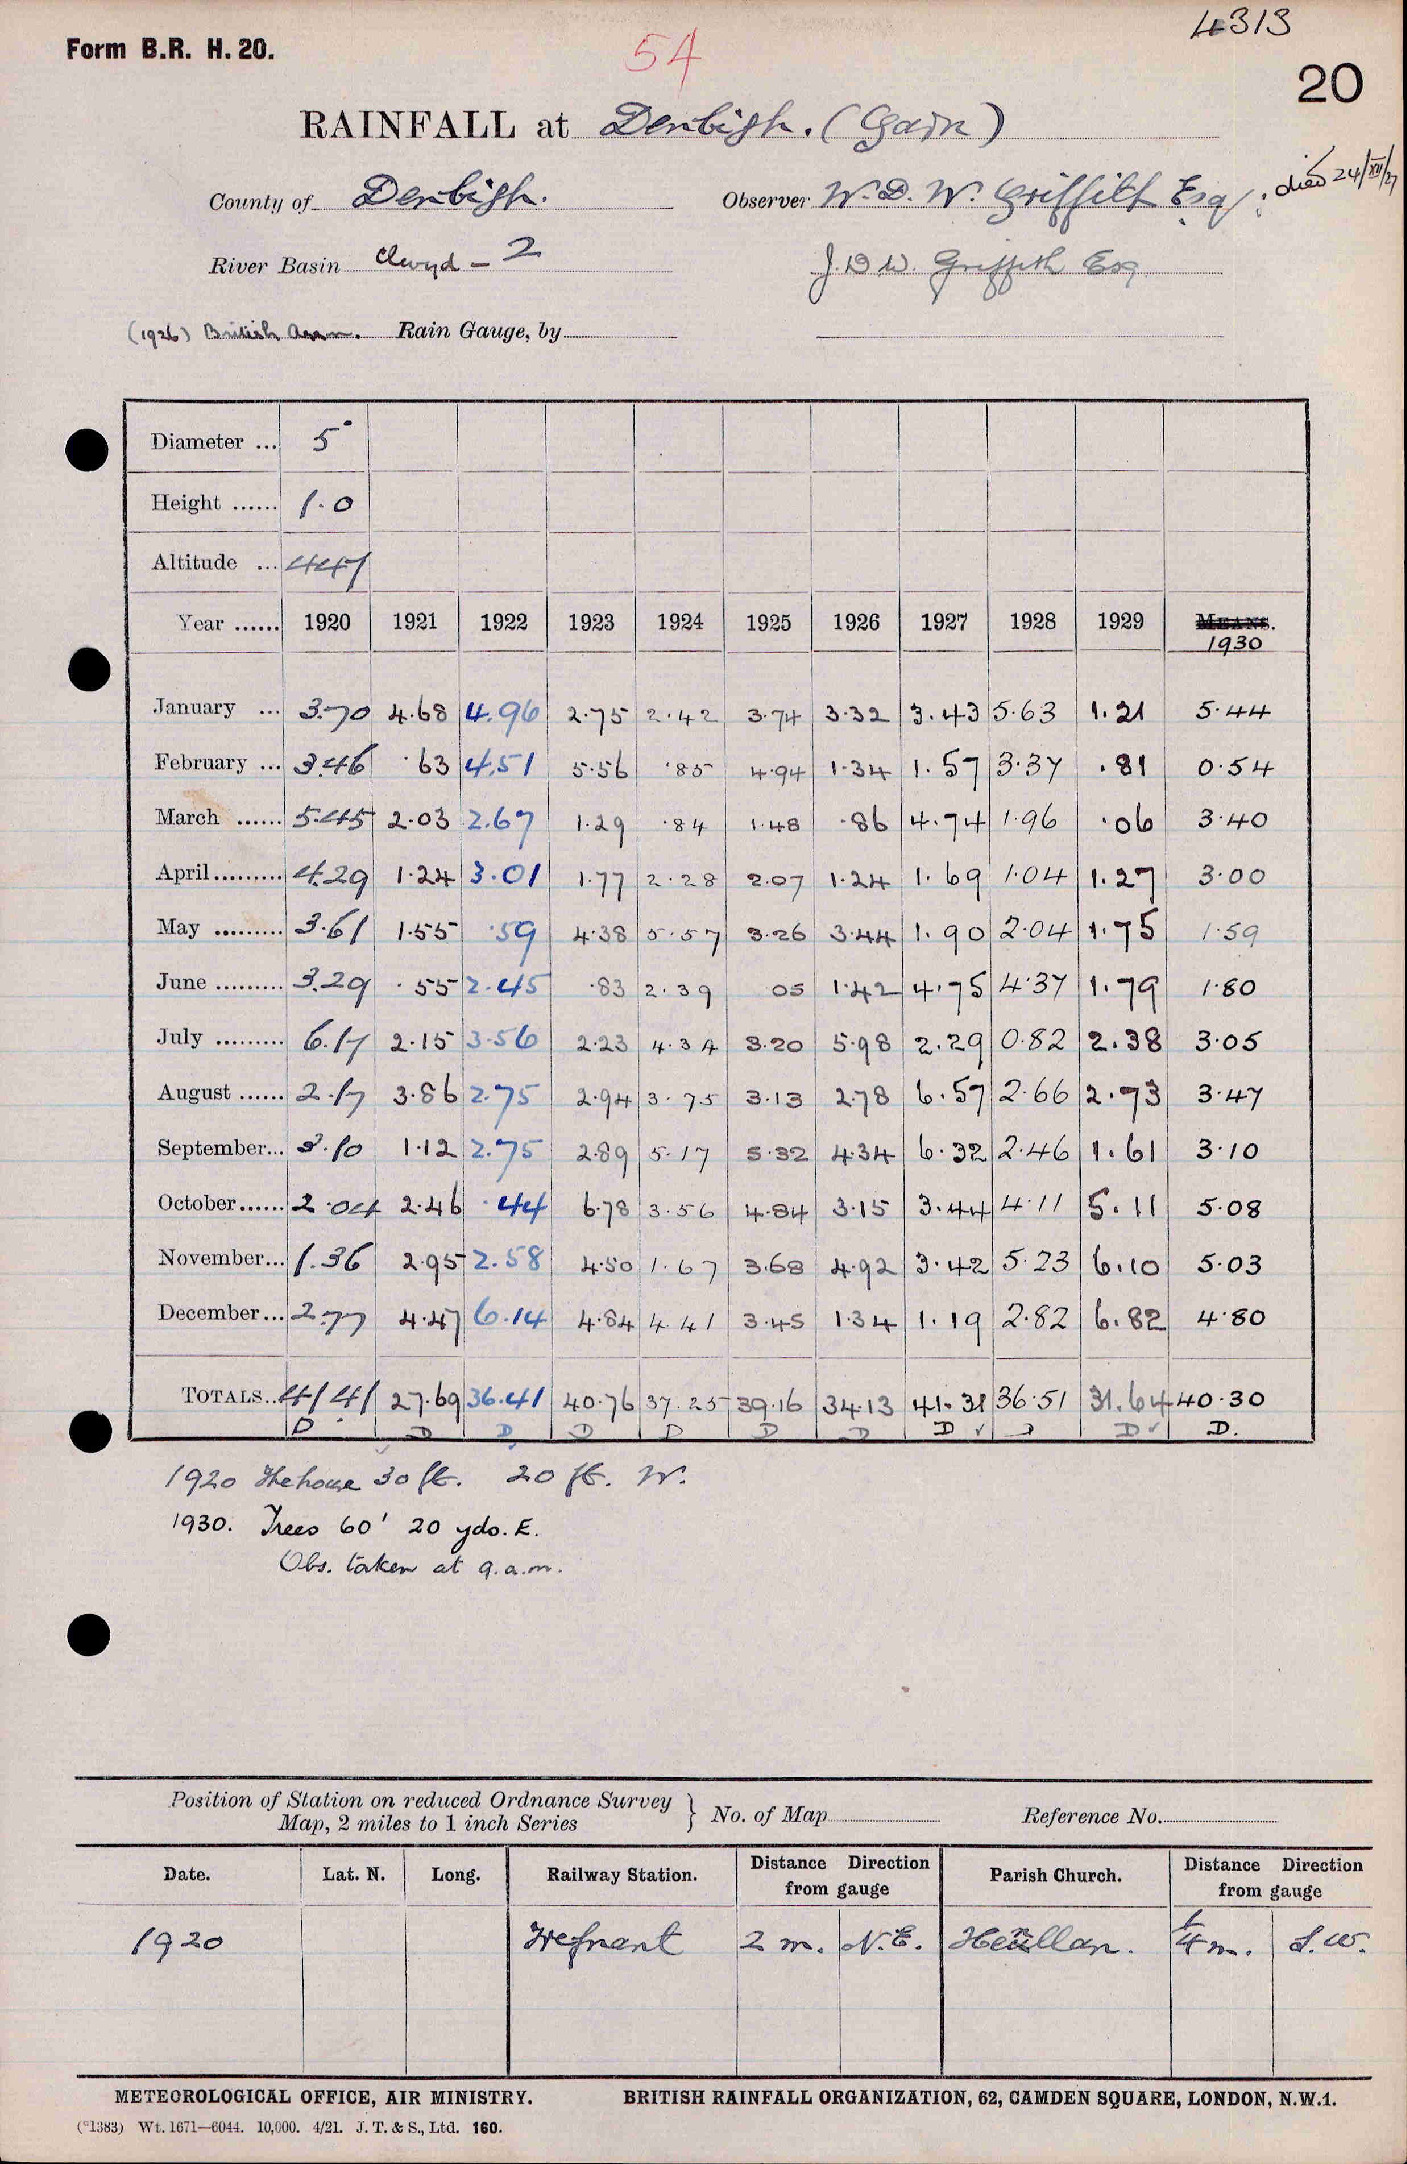 4313
Form B.R. H. 20.
54
20
RAINFALL at Denbigh. (Garn)
County of Denbigh. Observer W. D. W. Griffith Esq; died 24/XII/27
River Basin Clwyd - 2 J. D W. Griffith Esq
(1926) British Assn. Rain Gauge, by
Diameter ... 5"
Height ...... 1.0
Altitude ... 447
Year ...... 1920 1921 1922 1923 1924 1925 1926 1927 1928 1929 MEANS.
1930
January ... 3.70 4.68 4.96 2.75 2.42 3.74 3.32 3.43 5.63 1.21 5.44
February ... 3.46 .63 4.51 5.56 .85 4.94 1.34 1.57 3.37 .81 0.54
March ...... 5.45 2.03 2.67 1.29 .84 1.48 .86 4.74 1.96 .06 3.40
April......... 4.29 1.24 3.01 1.77 2.28 2.07 1.24 1.69 1.04 1.27 3.00
May ......... 3.61 1.55 .59 4.38 5.57 3.26 3.44 1.90 2.04 1.75 1.59
June ......... 3.29 .55 2.45 .83 2.39 05 1.42 4.75 4.37 1.79 1.80
July ......... 6.17 2.15 3.56 2.23 4.34 3.20 5.98 2.29 0.82 2.38 3.05
August ...... 2.17 3.86 2.75 2.94 3.75 3.13 2.78 6.57 2.66 2.73 3.47
September... 3.10 1.12 2.75 2.89 5.17 5.32 4.34 6.32 2.46 1.61 3.10
October...... 2.04 2.46 .44 6.78 3.56 4.84 3.15 3.44 4.11 5.11 5.08
November... 1.36 2.95 2.58 4.50 1.67 3.68 4.92 3.42 5.23 6.10 5.03
December... 2.77 4.47 6.14 4.84 4.41 3.45 1.34 1.19 2.82 6.82 4.80
TOTALS.. 41.41 27.69 36.41 40.76 37.25 39.16 34.13 41.31 36.51 31.64 40.30
D D D D D D D D ✓ D D ✓ D.
1920 The house 30 ft. 20 ft. W.
1930. Trees 60' 20 yds. E.
Obs. taken at 9.a.m.
Position of Station on reduced Ordnance Survey
Map, 2 miles to 1 inch Series } No. of Map Reference No.
Date. Lat. N. Long. Railway Station. Distance Direction from gauge Parish Church. Distance Direction from gauge
1920 Trefnant 2 m. N.E. Henllan. 1/4 m. S.W.
METEOROLOGICAL OFFICE, AIR MINISTRY. BRITISH RAINFALL ORGANIZATION, 62, CAMDEN SQUARE, LONDON, N.W.1.
(*1383) Wt. 1671—6044. 10,000. 4/21. J. T. & S., Ltd. 160.